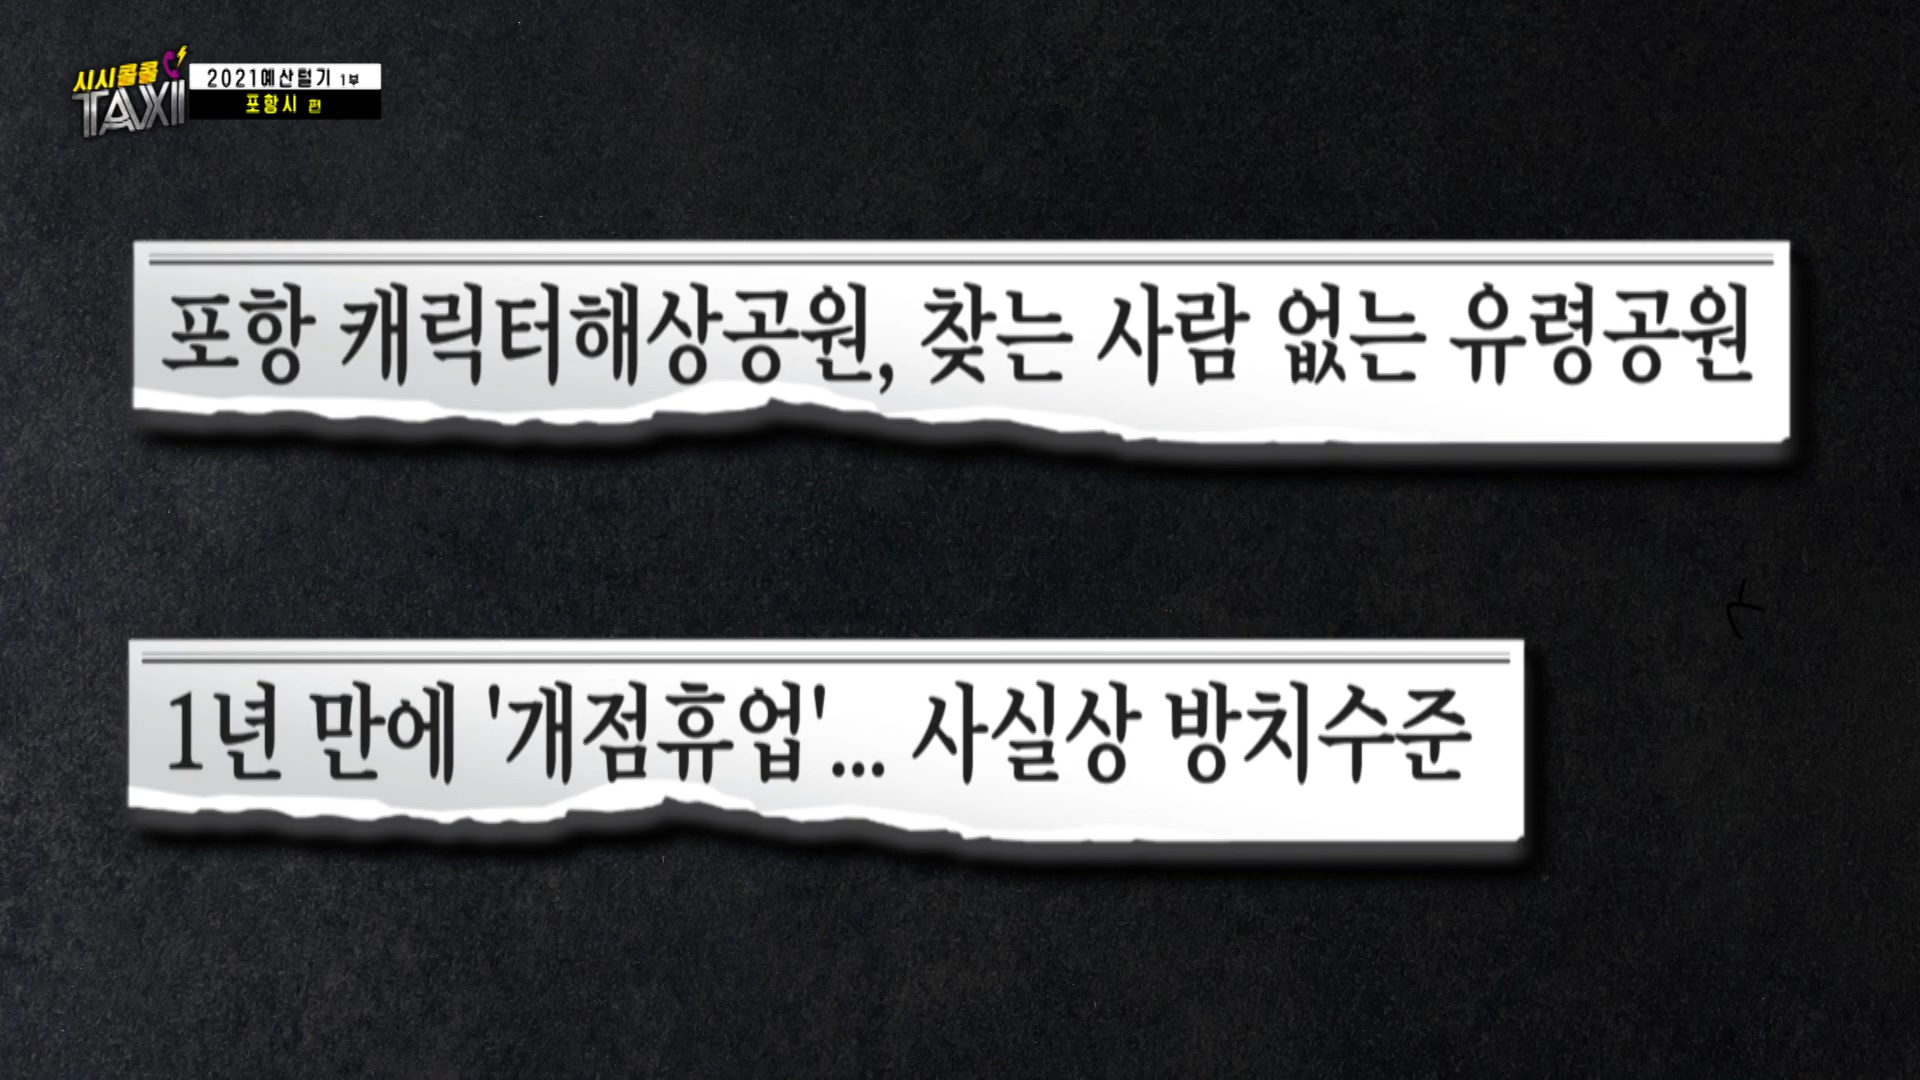 시시콜콜
TAXI
2021예산털기 1부
포항시 편
포항 캐릭터해상공원, 찾는 사람 없는 유령공원
1년 만에 '개점휴업'... 사실상 방치수준